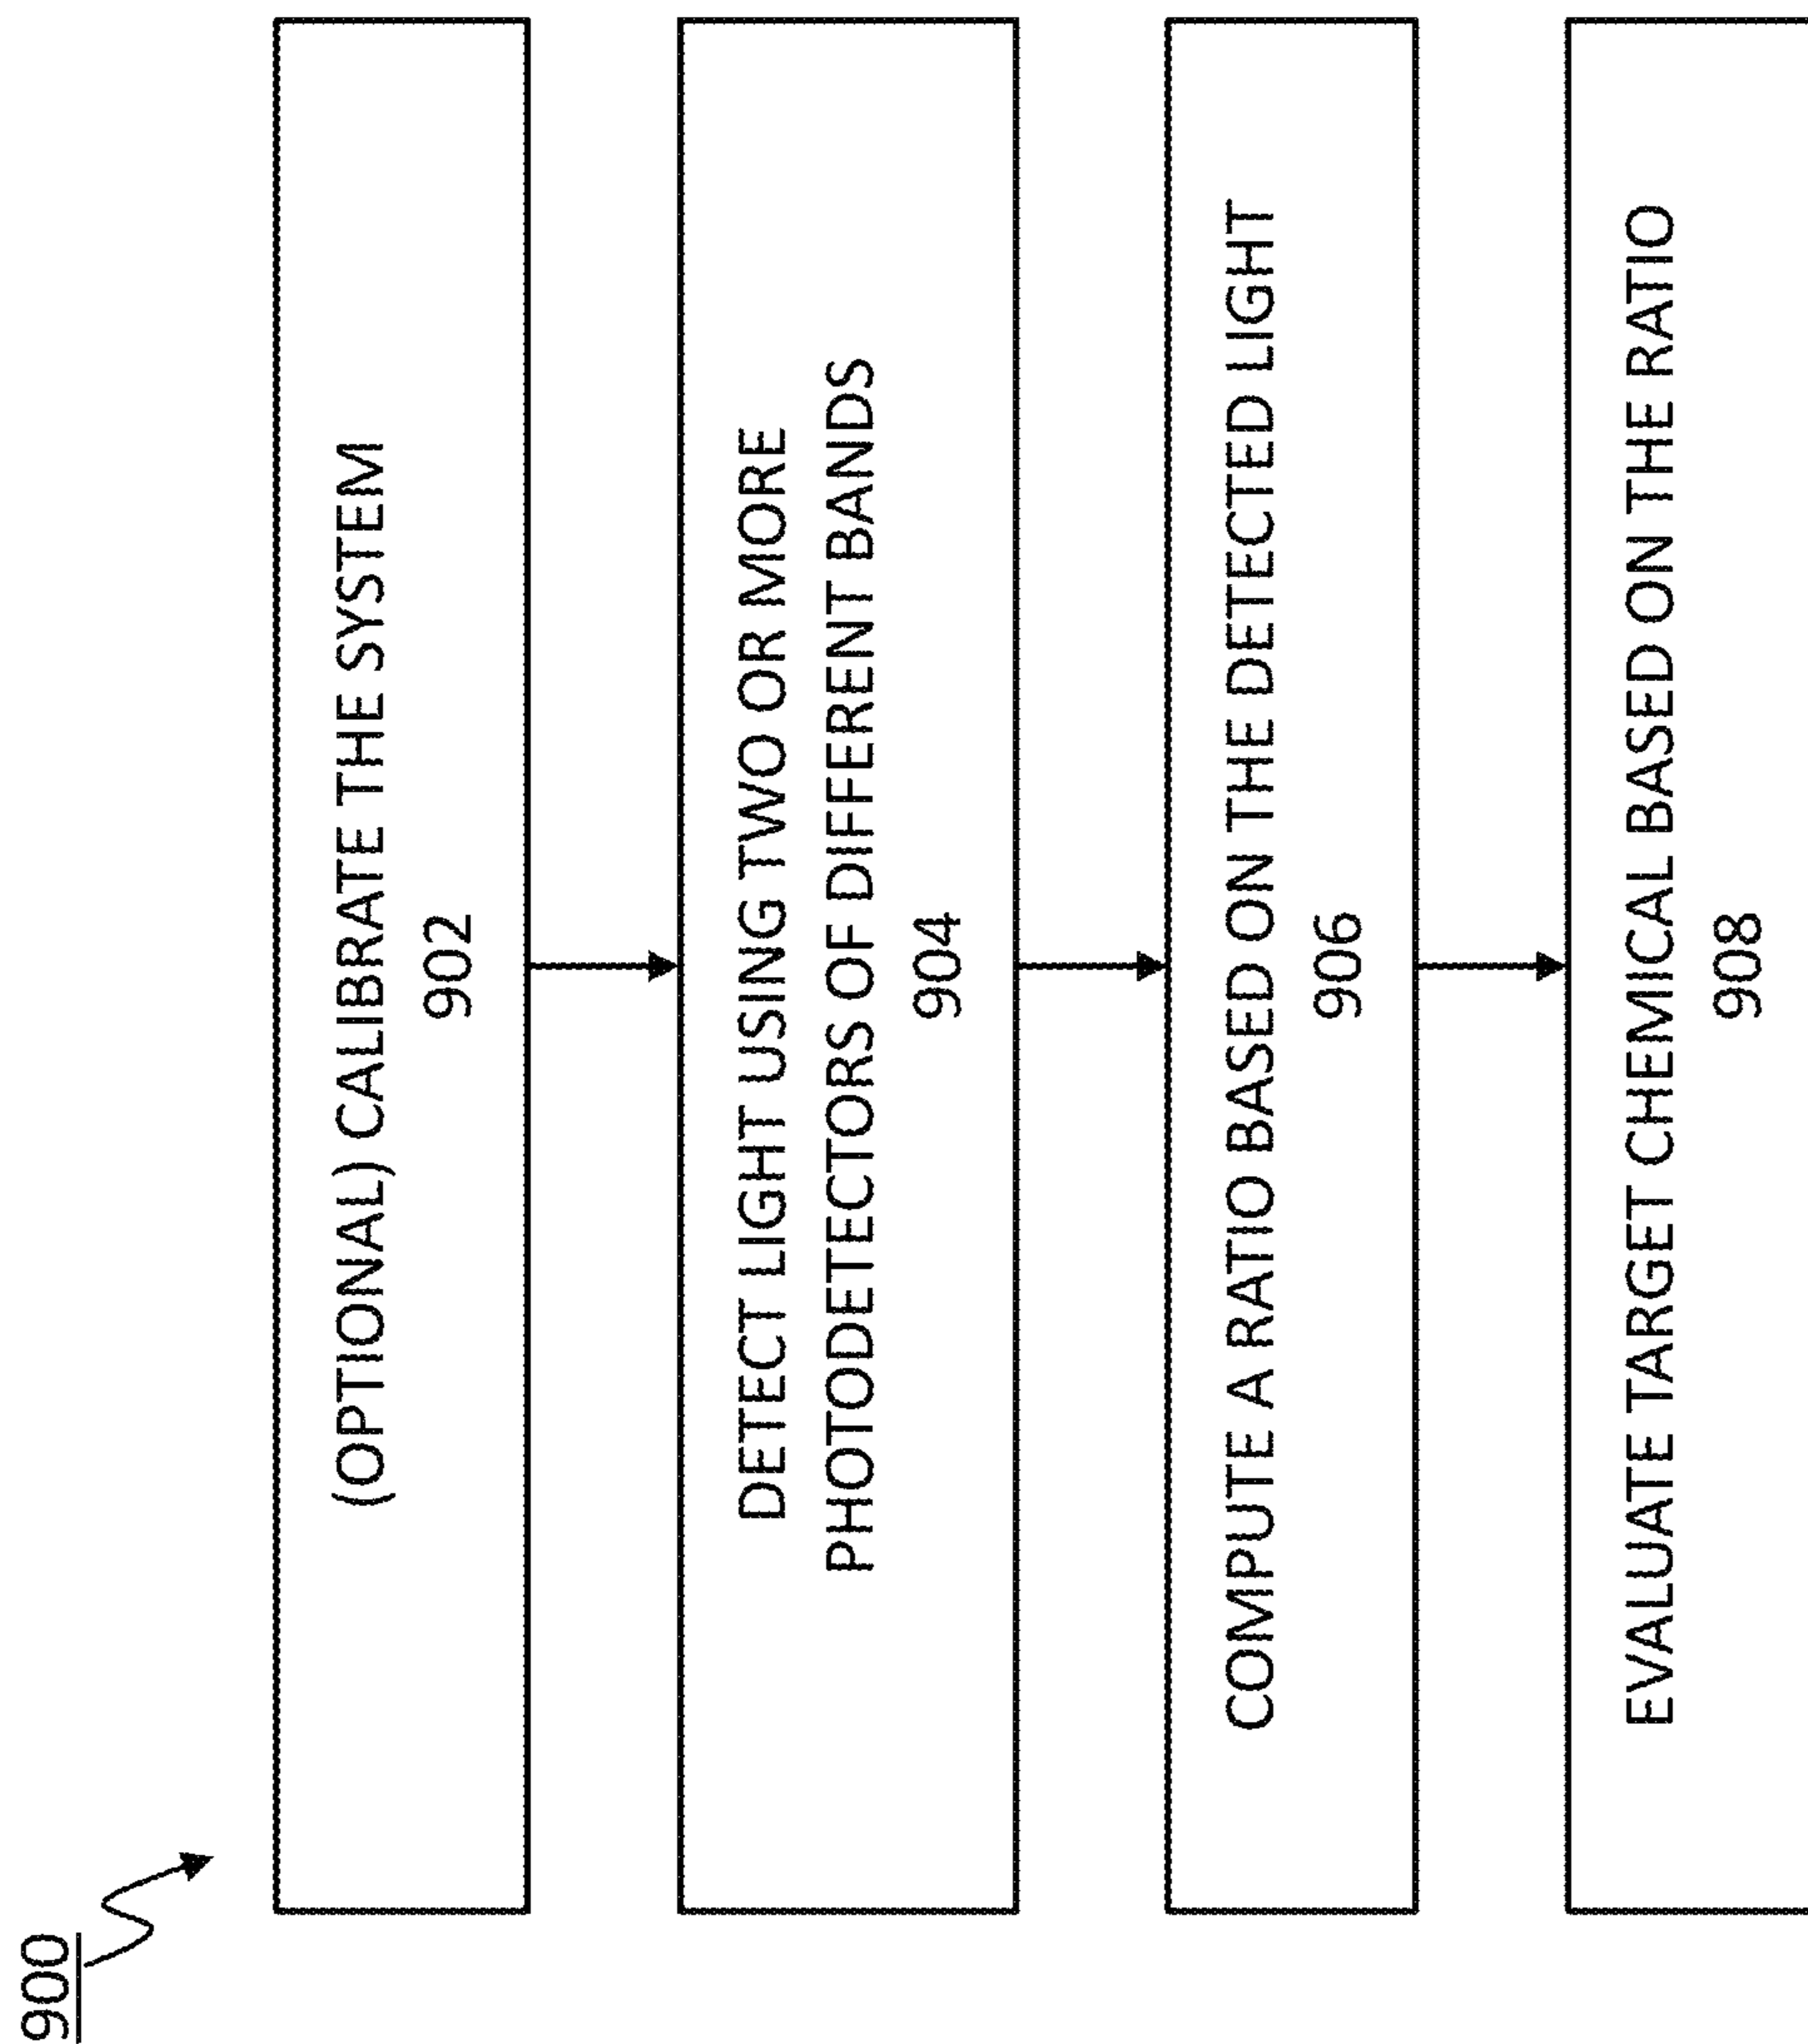 900
(OPTIONAL) CALIBRATE THE SYSTEM
902
DETECT LIGHT USING TWO OR MORE
PHOTODETECTORS OF DIFFERENT BANDS
904
COMPUTE A RATIO BASED ON THE DETECTED LIGHT
906
EVALUATE TARGET CHEMICAL BASED ON THE RATIO
908